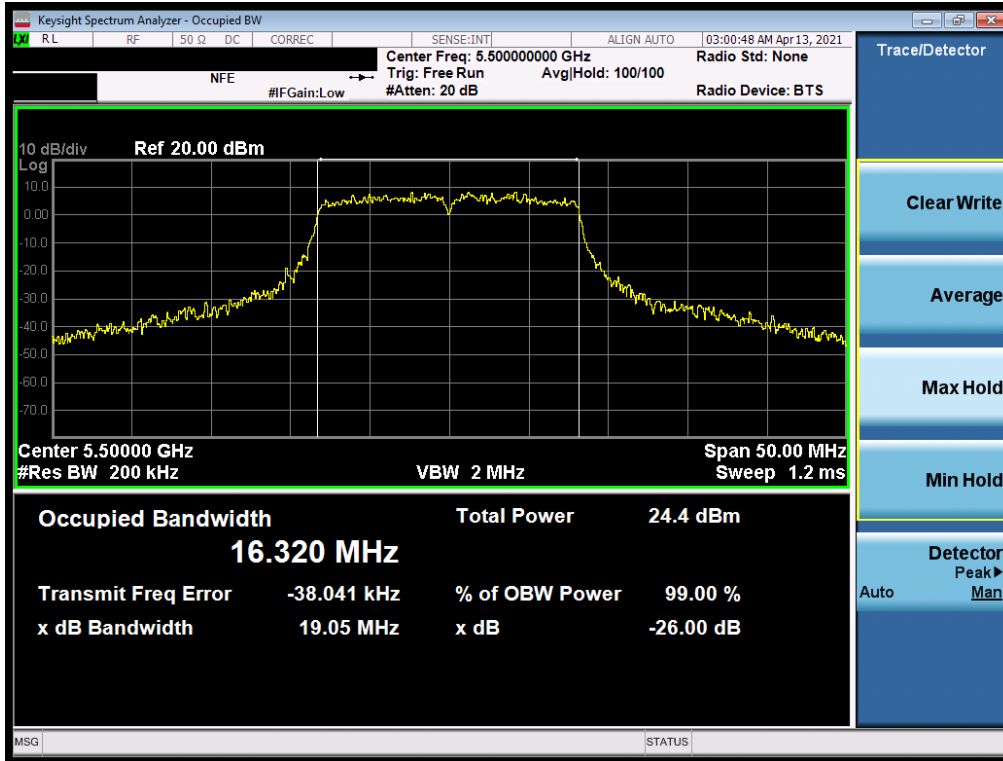 Keysight Spectrum Analyzer - Occupied BW
LXI RL RF 50 Ω DC CORREC SENSE:INT ALIGN AUTO 03:00:48 AM Apr 13, 2021
Center Freq: 5.500000000 GHz Radio Std: None
NFE Trig: Free Run Avg|Hold: 100/100
#IFGain:Low #Atten: 20 dB Radio Device: BTS
10 dB/div Ref 20.00 dBm
Log
10.0
0.00
-10.0
-20.0
-30.0
-40.0
-50.0
-60.0
-70.0
Center 5.50000 GHz Span 50.00 MHz
#Res BW 200 kHz VBW 2 MHz Sweep 1.2 ms
Occupied Bandwidth Total Power 24.4 dBm
16.320 MHz
Transmit Freq Error -38.041 kHz % of OBW Power 99.00 %
x dB Bandwidth 19.05 MHz x dB -26.00 dB
MSG STATUS
Trace/Detector
Clear Write
Average
Max Hold
Min Hold
Detector
Peak▶
Auto Man